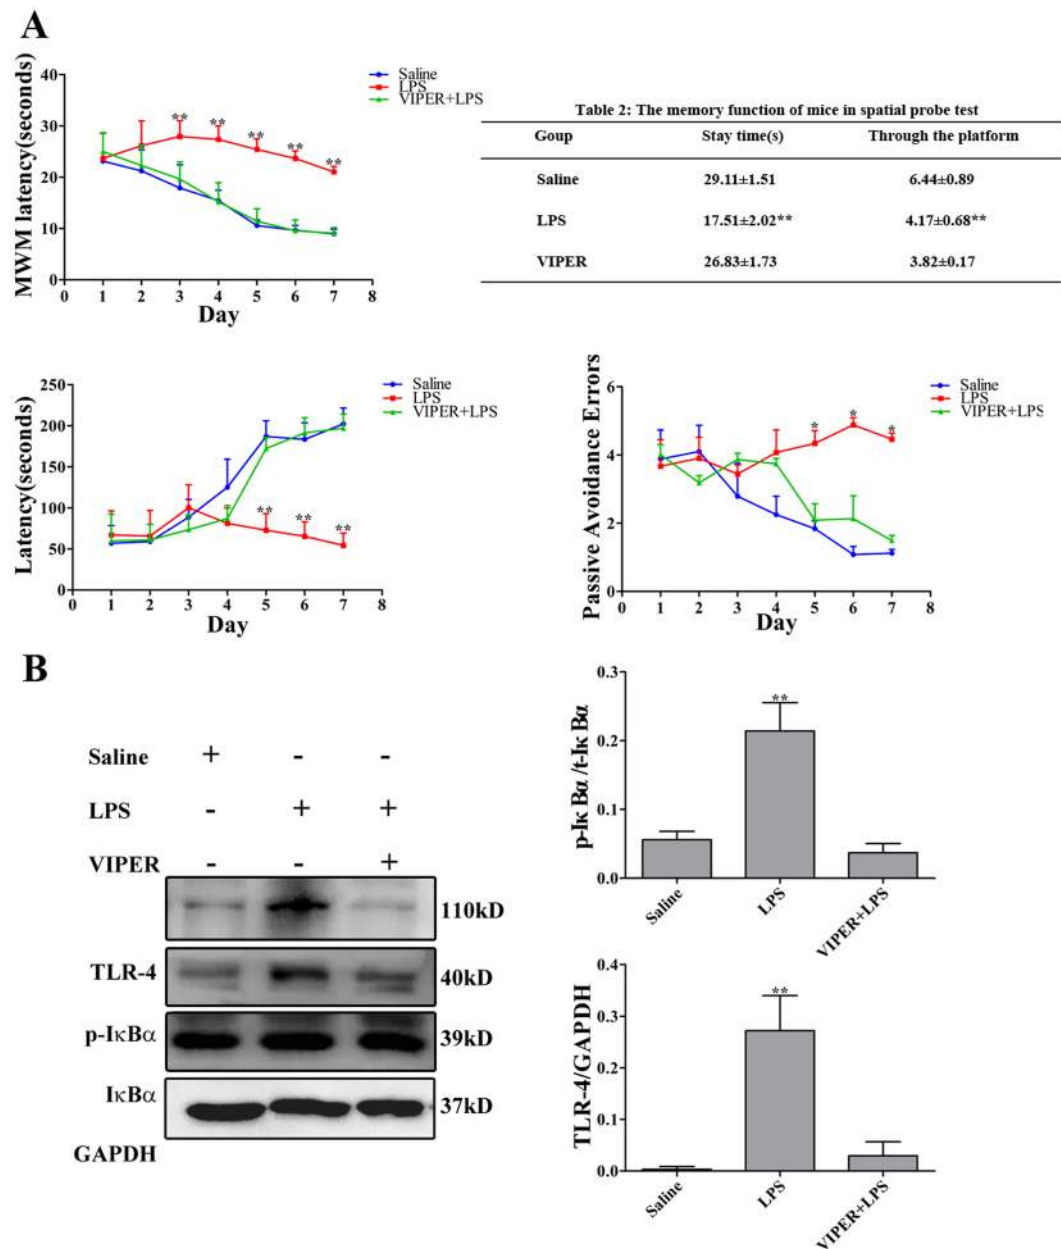 A
MWM latency(seconds)
40
30
20
10
0
** ** ** ** **
0 1 2 3 4 5 6 7 8
Day
Saline
LPS
VIPER+LPS
Table 2: The memory function of mice in spatial probe test
Goup Stay time(s) Through the platform
Saline 29.11±1.51 6.44±0.89
LPS 17.51±2.02** 4.17±0.68**
VIPER 26.83±1.73 3.82±0.17
Latency(seconds)
250
200
150
100
50
0
** ** **
0 1 2 3 4 5 6 7 8
Day
Saline
LPS
VIPER+LPS
Passive Avoidance Errors
6
4
2
0
* * *
0 1 2 3 4 5 6 7 8
Day
Saline
LPS
VIPER+LPS
B
Saline + - -
LPS - + +
VIPER - - +
110kD
TLR-4 40kD
p-IκBα 39kD
IκBα 37kD
GAPDH
p-Iκ Bα /t-Iκ Bα
0.3
0.2
0.1
0.0
**
Saline LPS VIPER+LPS
TLR-4/GAPDH
0.4
0.3
0.2
0.1
0.0
**
Saline LPS VIPER+LPS